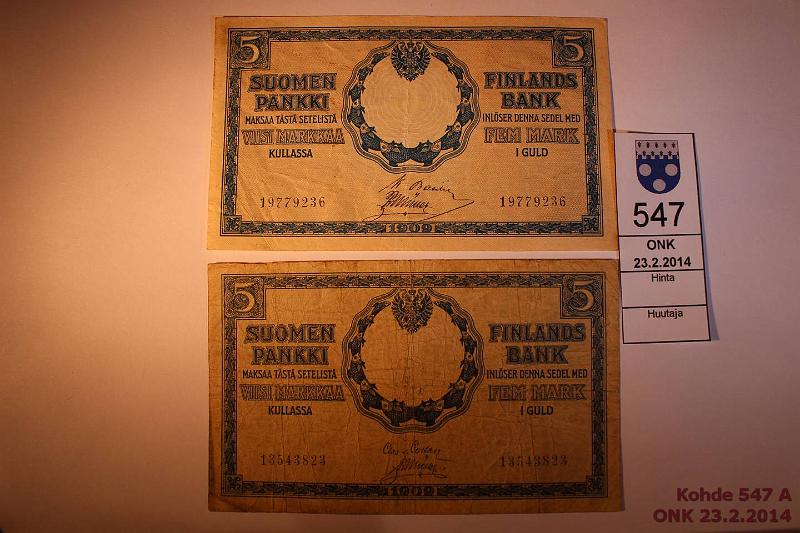 5
5
SUOMEN
PANKKI
MAKSAA TÄSTÄ SETELISTÄ
VIISI MARKKAA
KULLASSA
FINLANDS
BANK
INLÖSER DENNA SEDEL MED
FEM MARK
I GULD
19779236
19779236
1909
5
5
SUOMEN
PANKKI
MAKSAA TÄSTÄ SETELISTÄ
VIISI MARKKAA
KULLASSA
FINLANDS
BANK
INLÖSER DENNA SEDEL MED
FEM MARK
I GULD
13543823
13543823
1909
547
ONK
23.2.2014
Hinta
Huutaja
Kohde 547 A
ONK 23.2.2014